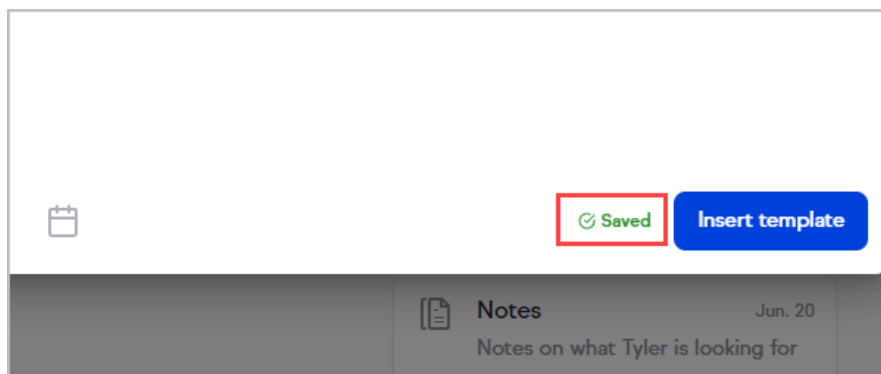 Saved
Insert template
Notes
Jun. 20
Notes on what Tyler is looking for